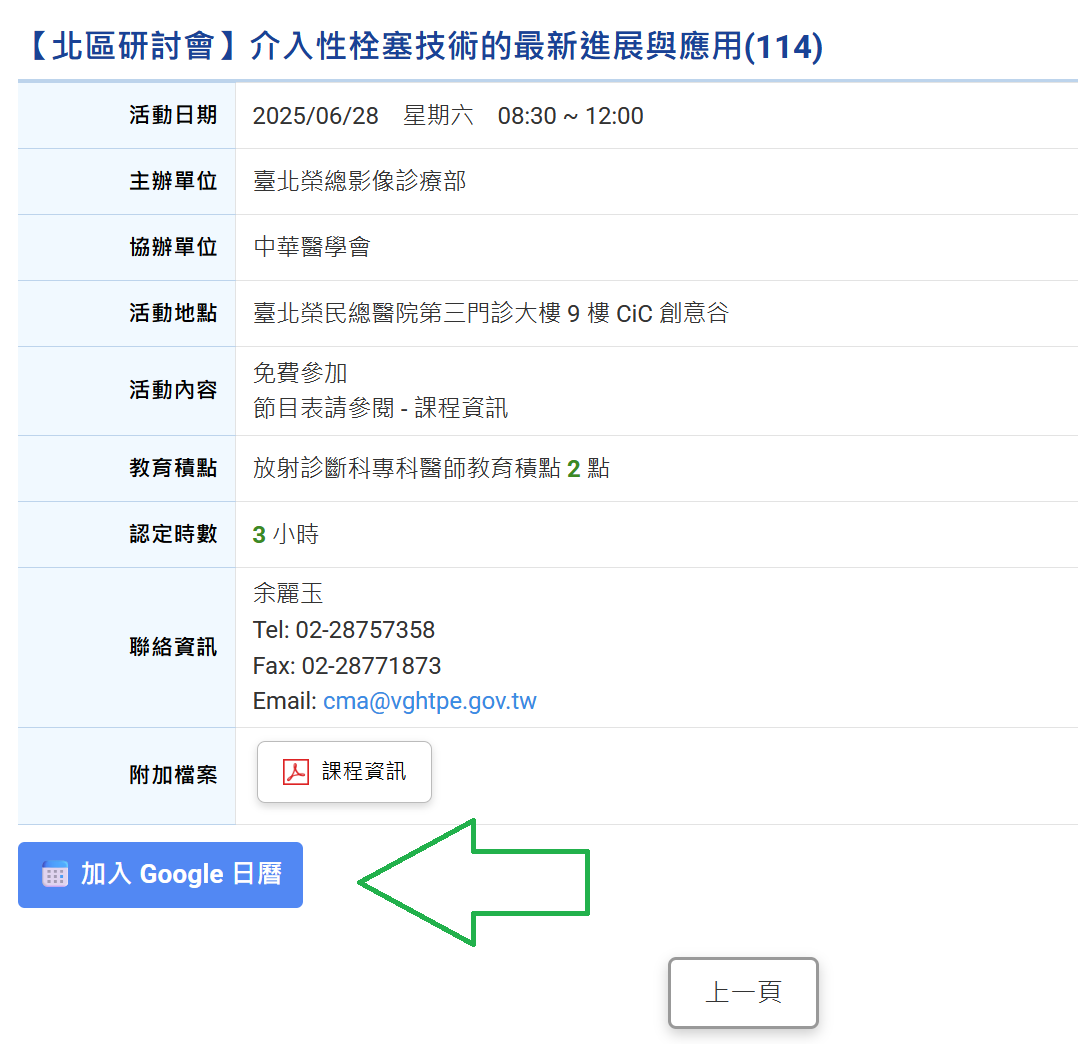 【北區研討會】介入性栓塞技術的最新進展與應用(114)
活動日期 2025/06/28 星期六 08:30 ~ 12:00
主辦單位 臺北榮總影像診療部
協辦單位 中華醫學會
活動地點 臺北榮民總醫院第三門診大樓 9 樓 CiC 創意谷
活動內容 免費參加
節目表請參閱 - 課程資訊
教育積點 放射診斷科專科醫師教育積點 2 點
認定時數 3 小時
聯絡資訊 余麗玉
Tel: 02-28757358
Fax: 02-28771873
Email: cma@vghtpe.gov.tw
附加檔案 課程資訊
加入 Google 日曆
上一頁